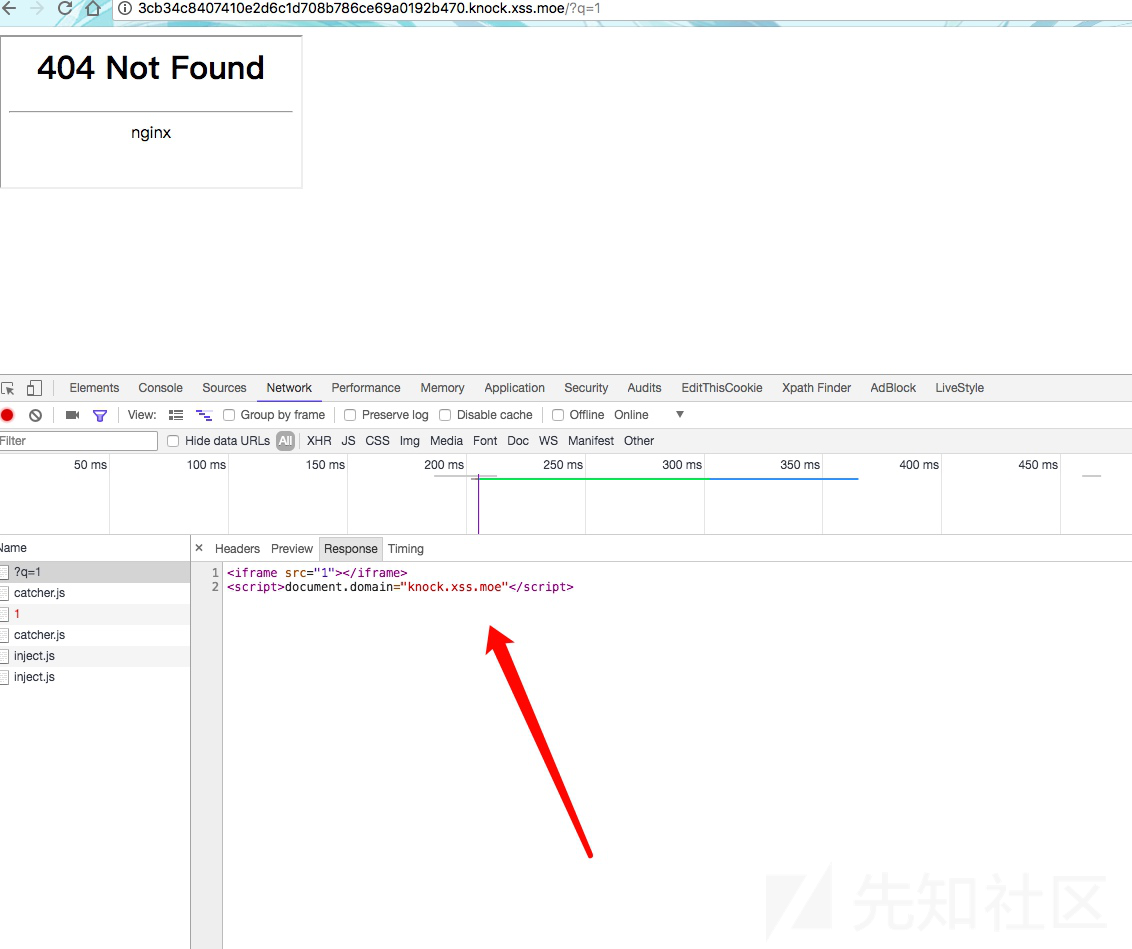 3cb34c8407410e2d6c1d708b786ce69a0192b470.knock.xss.moe/?q=1
404 Not Found
nginx
Elements Console Sources Network Performance Memory Application Security Audits EditThisCookie Xpath Finder AdBlock LiveStyle
View: Group by frame Preserve log Disable cache Offline Online ▼
Filter Hide data URLs All XHR JS CSS Img Media Font Doc WS Manifest Other
50 ms 100 ms 150 ms 200 ms 250 ms 300 ms 350 ms 400 ms 450 ms
Name × Headers Preview Response Timing
?q=1
catcher.js
1
catcher.js
inject.js
inject.js
1 <iframe src="1"></iframe>
2 <script>document.domain="knock.xss.moe"</script>
先知社区